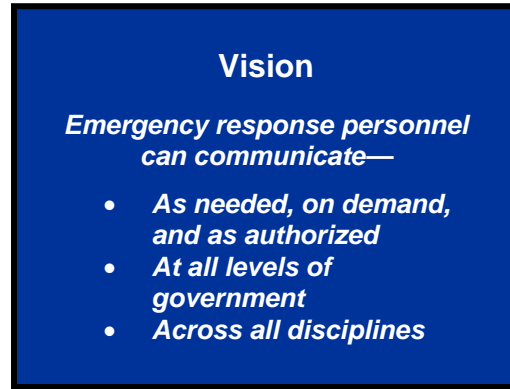 Vision
Emergency response personnel
can communicate—
• As needed, on demand,
and as authorized
• At all levels of
government
• Across all disciplines